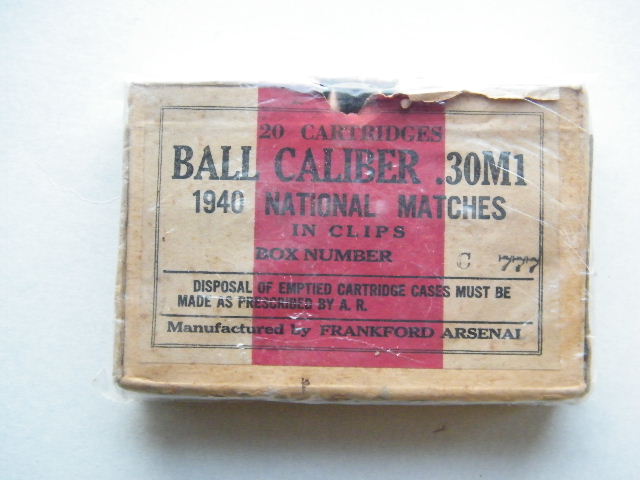 20 CARTRIDGES
BALL CALIBER .30M1
1940 NATIONAL MATCHES
IN CLIPS
BOX NUMBER C 777
DISPOSAL OF EMPTIED CARTRIDGE CASES MUST BE
MADE AS PRESCRIBED BY A. R.
Manufactured by FRANKFORD ARSENAL